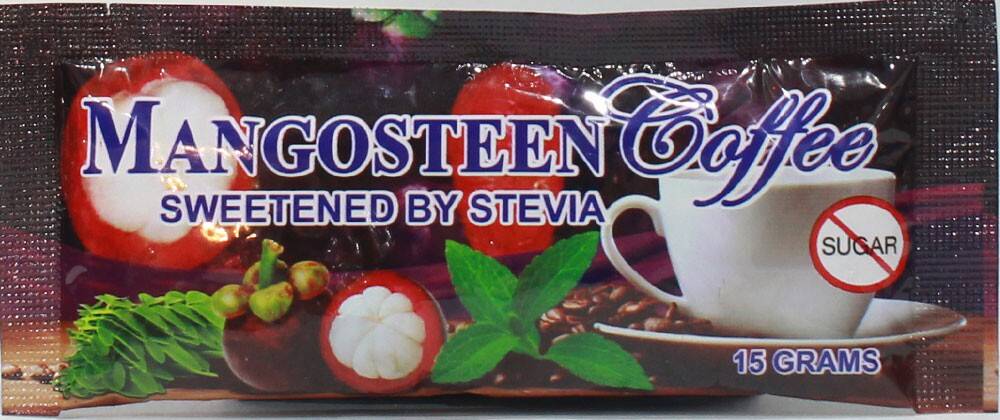 MANGOSTEEN Coffee
SWEETENED BY STEVIA
SUGAR
15 GRAMS